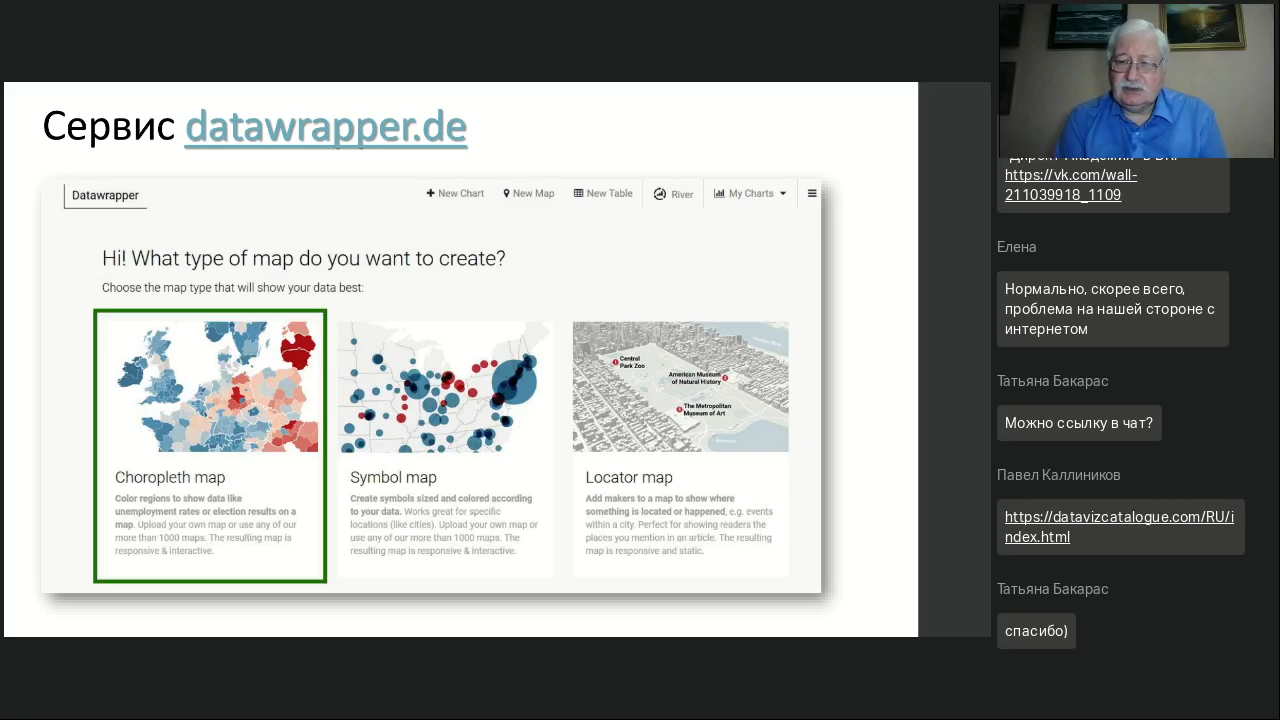 Сервис datawrapper.de
Datawrapper
New Chart
New Map
New Table
River
My Charts
Hi! What type of map do you want to create?
Choose the map type that will show your data best:
Choropleth map
Color regions to show data like
unemployment rates or election results on a
map. Upload your own map or use any of our
more than 1000 maps. The resulting map is
responsive & interactive.
Symbol map
Create symbols sized and colored according
to your data. Works great for specific
locations (like cities). Upload your own map or
use any of our more than 1000 maps. The
resulting map is responsive & interactive.
Central
Park Zoo
American Museum
of Natural History
The Metropolitan
Museum of Art
Locator map
Add makers to a map to show where
something is located or happened, e.g. events
within a city. Perfect for showing readers the
places you mention in an article. The resulting
map is responsive and static.
https://vk.com/wall-
211039918_1109
Елена
Нормально, скорее всего,
проблема на нашей стороне с
интернетом
Татьяна Бакарас
Можно ссылку в чат?
Павел Каллиников
https://datavizcatalogue.com/RU/i
ndex.html
Татьяна Бакарас
спасибо)